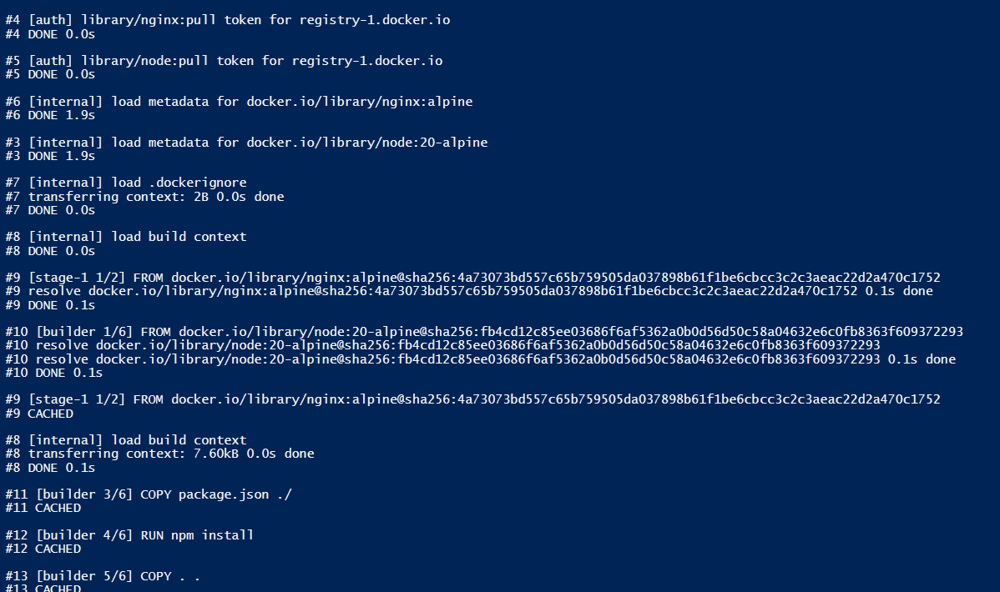 #4 [auth] library/nginx:pull token for registry-1.docker.io
#4 DONE 0.0s
#5 [auth] library/node:pull token for registry-1.docker.io
#5 DONE 0.0s
#6 [internal] load metadata for docker.io/library/nginx:alpine
#6 DONE 1.9s
#3 [internal] load metadata for docker.io/library/node:20-alpine
#3 DONE 1.9s
#7 [internal] load .dockerignore
#7 transferring context: 2B 0.0s done
#7 DONE 0.0s
#8 [internal] load build context
#8 DONE 0.0s
#9 [stage-1 1/2] FROM docker.io/library/nginx:alpine@sha256:4a73073bd557c65b759505da037898b61f1be6cbcc3c2c3aeac22d2a470c1752
#9 resolve docker.io/library/nginx:alpine@sha256:4a73073bd557c65b759505da037898b61f1be6cbcc3c2c3aeac22d2a470c1752 0.1s done
#9 DONE 0.1s
#10 [builder 1/6] FROM docker.io/library/node:20-alpine@sha256:fb4cd12c85ee03686f6af5362a0b0d56d50c58a04632e6c0fb8363f609372293
#10 resolve docker.io/library/node:20-alpine@sha256:fb4cd12c85ee03686f6af5362a0b0d56d50c58a04632e6c0fb8363f609372293
#10 resolve docker.io/library/node:20-alpine@sha256:fb4cd12c85ee03686f6af5362a0b0d56d50c58a04632e6c0fb8363f609372293 0.1s done
#10 DONE 0.1s
#9 [stage-1 1/2] FROM docker.io/library/nginx:alpine@sha256:4a73073bd557c65b759505da037898b61f1be6cbcc3c2c3aeac22d2a470c1752
#9 CACHED
#8 [internal] load build context
#8 transferring context: 7.60kB 0.0s done
#8 DONE 0.1s
#11 [builder 3/6] COPY package.json ./
#11 CACHED
#12 [builder 4/6] RUN npm install
#12 CACHED
#13 [builder 5/6] COPY . .
#13 CACHED